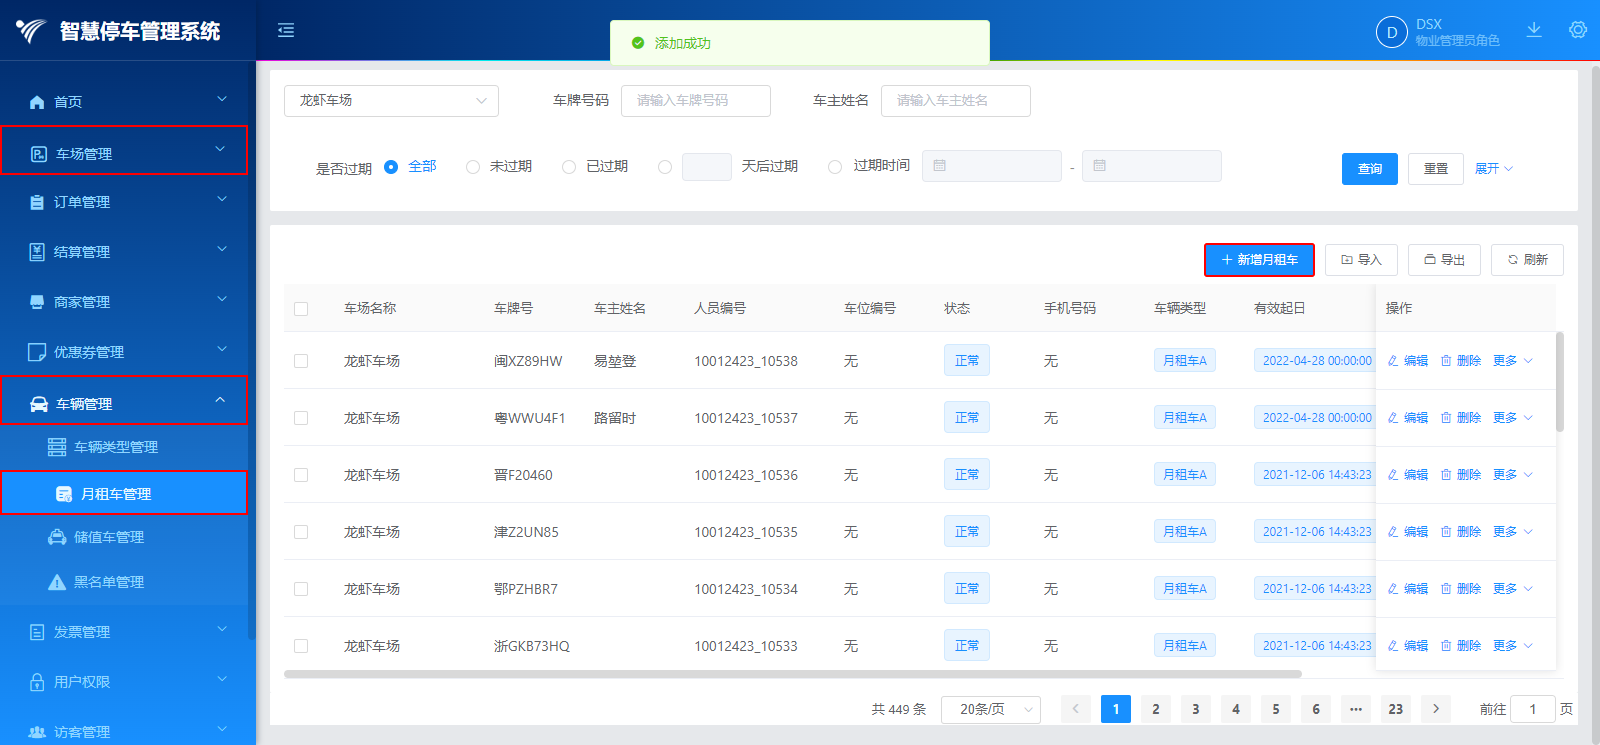 智慧停车管理系统
添加成功
D
DSX
物业管理员角色
首页
车场管理
订单管理
结算管理
商家管理
优惠券管理
车辆管理
车辆类型管理
月租车管理
储值车管理
黑名单管理
发票管理
用户权限
访客管理
龙虾车场 车牌号码 请输入车牌号码 车主姓名 请输入车主姓名
是否过期 全部 未过期 已过期 天后过期 过期时间 - 查询 重置 展开
+ 新增月租车 导入 导出 刷新
车场名称 车牌号 车主姓名 人员编号 车位编号 状态 手机号码 车辆类型 有效起日 操作
龙虾车场 闽XZ89HW 易堃登 10012423_10538 无 正常 无 月租车A 2022-04-28 00:00:00 编辑 删除 更多
龙虾车场 粤WWU4F1 路留时 10012423_10537 无 正常 无 月租车A 2022-04-28 00:00:00 编辑 删除 更多
龙虾车场 晋F20460 10012423_10536 无 正常 无 月租车A 2021-12-06 14:43:23 编辑 删除 更多
龙虾车场 津Z2UN85 10012423_10535 无 正常 无 月租车A 2021-12-06 14:43:23 编辑 删除 更多
龙虾车场 鄂PZHBR7 10012423_10534 无 正常 无 月租车A 2021-12-06 14:43:23 编辑 删除 更多
龙虾车场 浙GKB73HQ 10012423_10533 无 正常 无 月租车A 2021-12-06 14:43:23 编辑 删除 更多
共 449 条 20条/页 1 2 3 4 5 6 ··· 23 前往 1 页